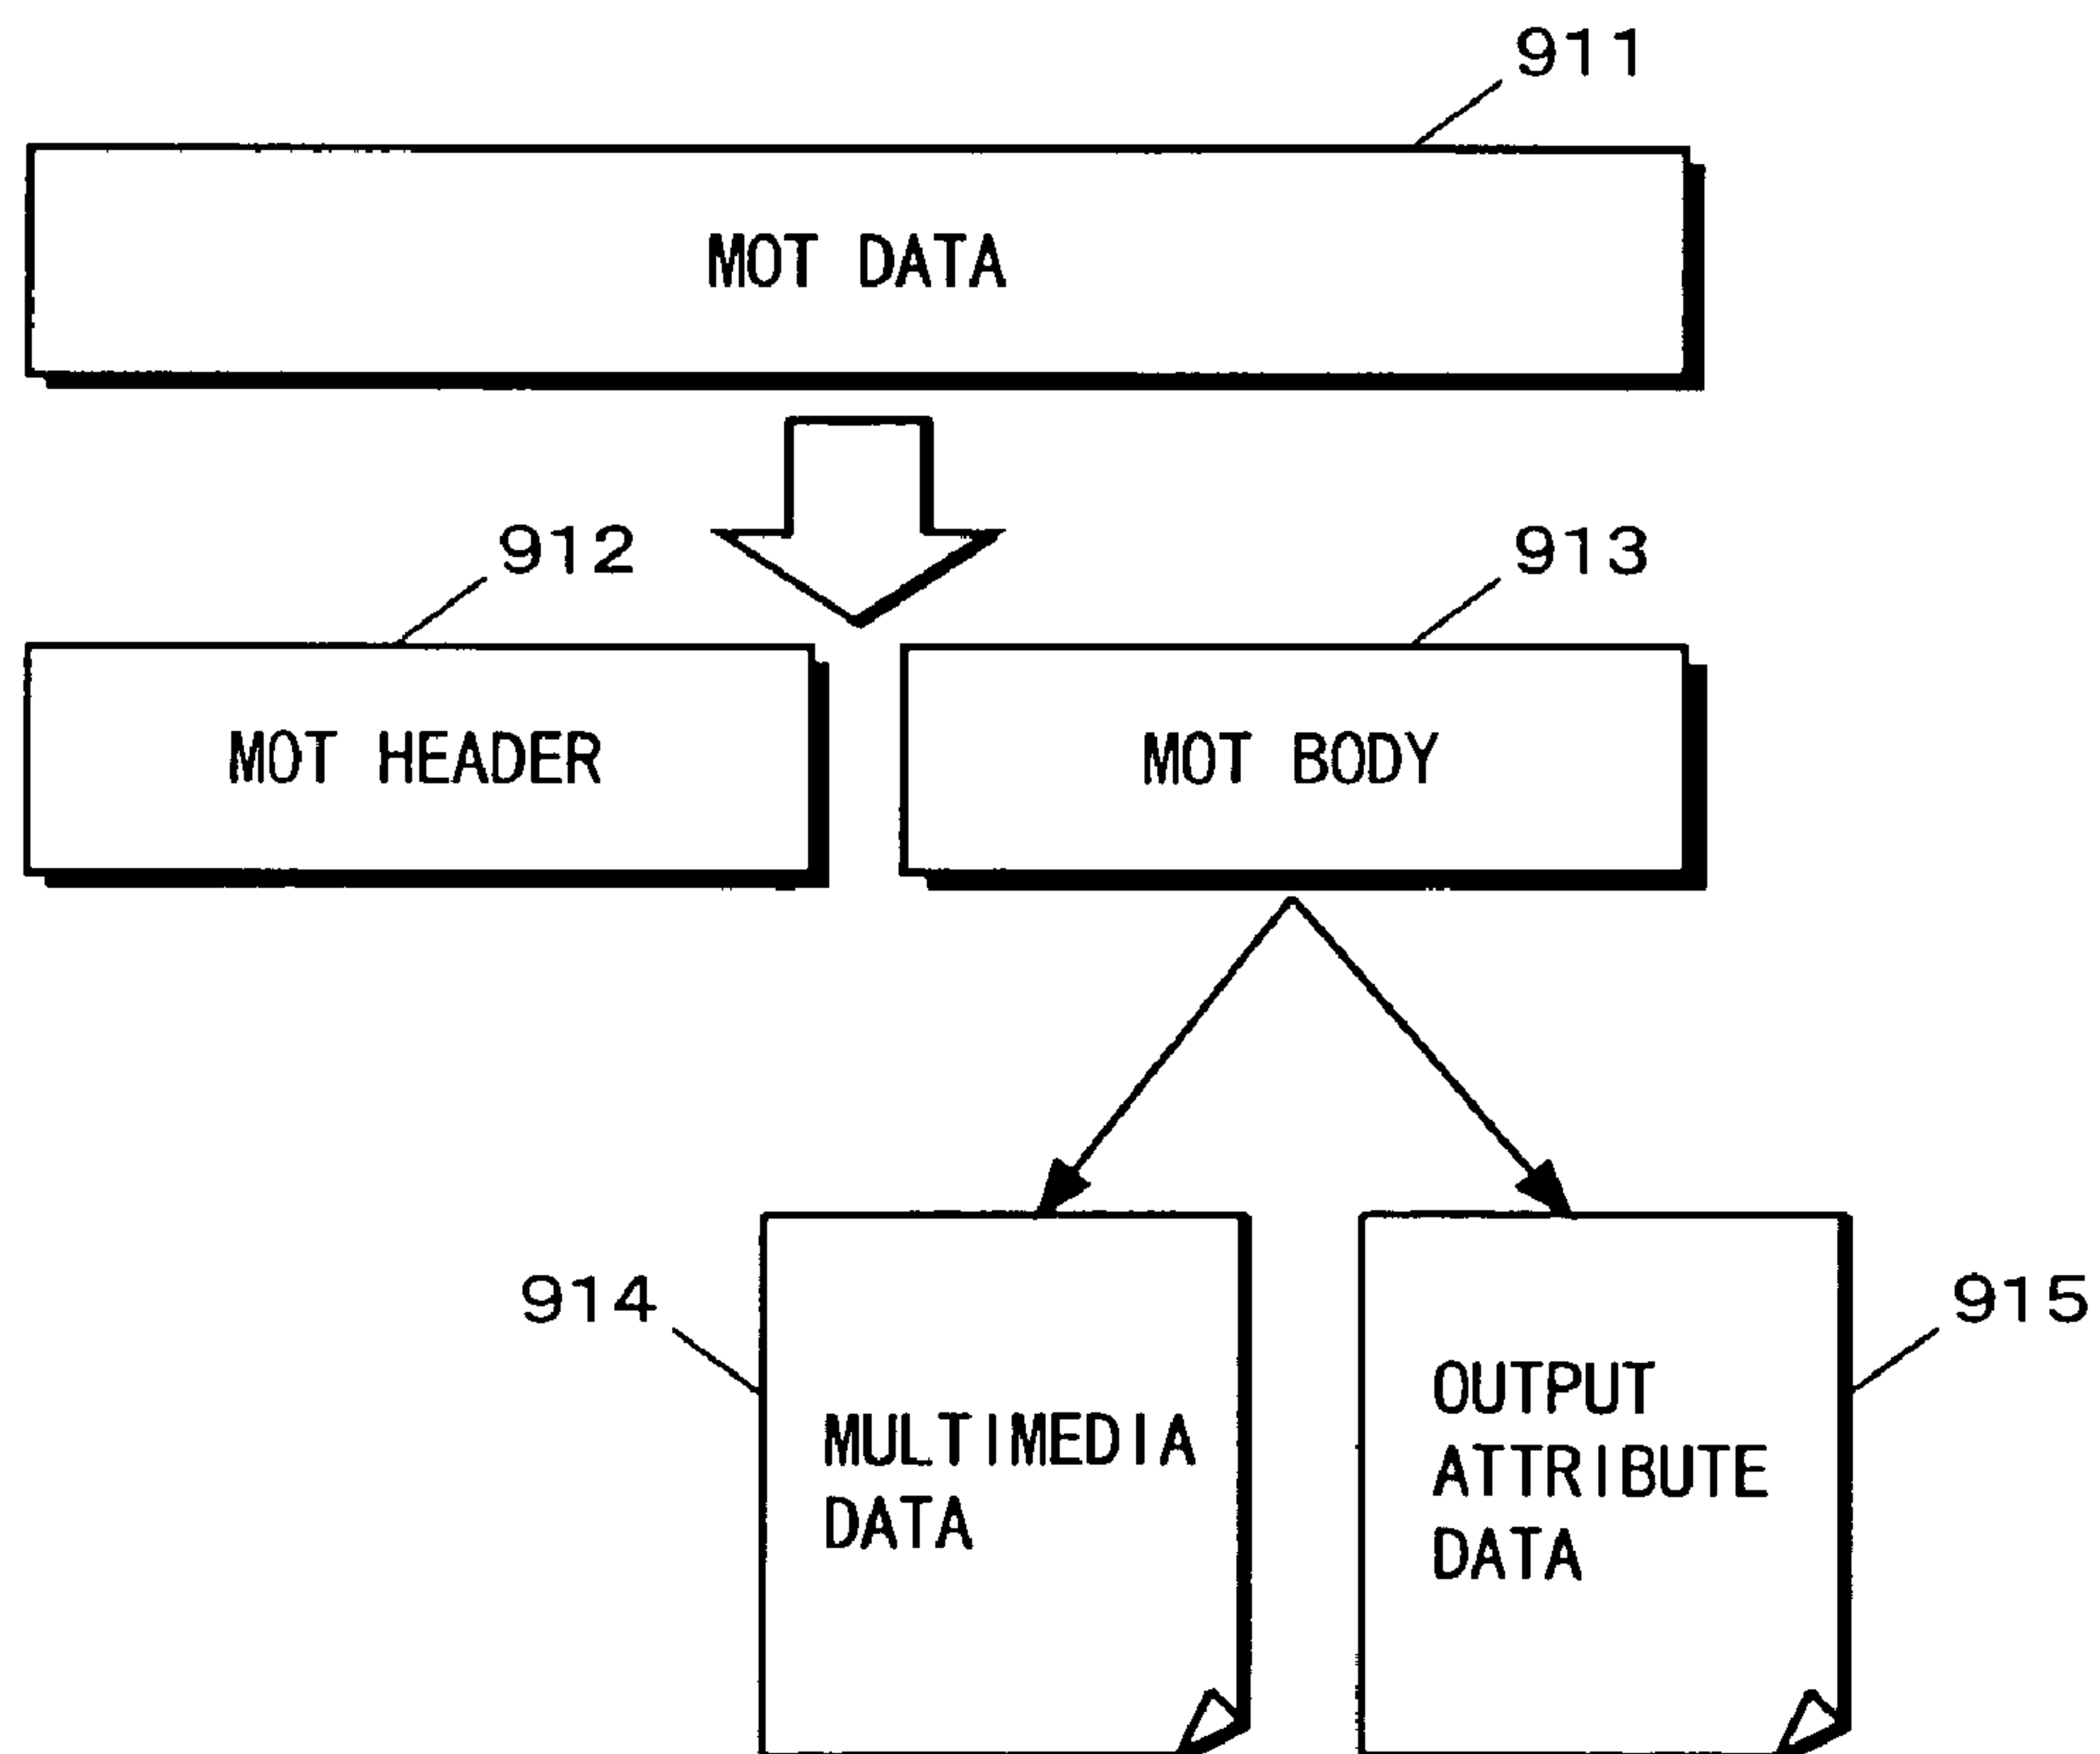 911
MOT DATA
912
913
MOT HEADER
MOT BODY
914
915
MULTIMEDIA
DATA
OUTPUT
ATTRIBUTE
DATA